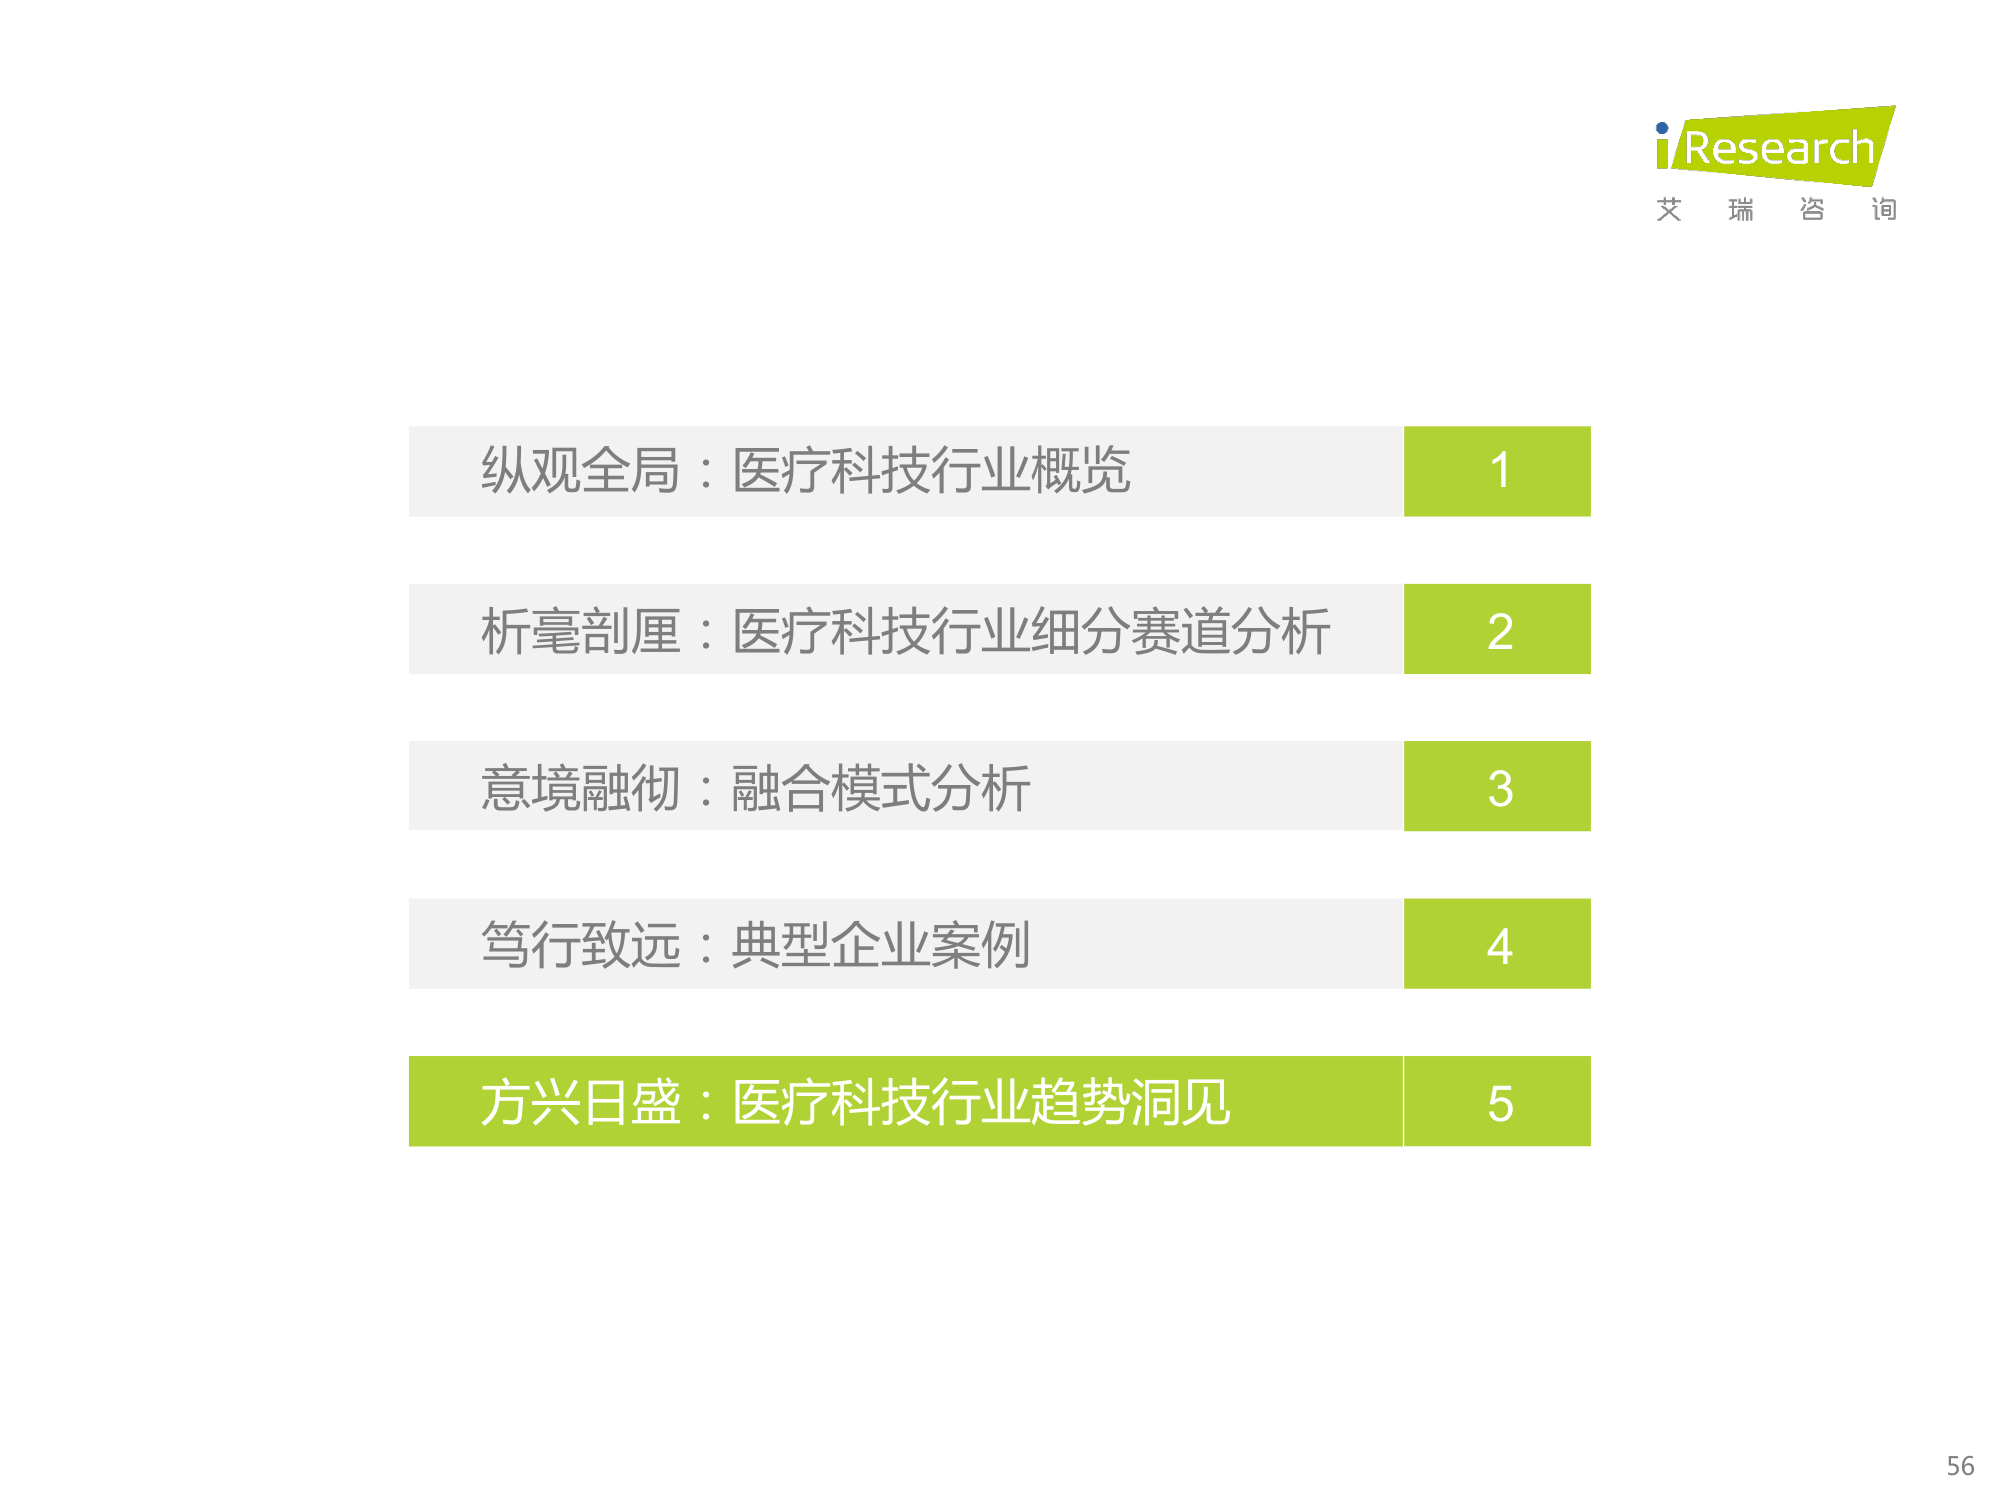 iResearch
艾瑞咨询
纵观全局：医疗科技行业概览 1
析毫剖厘：医疗科技行业细分赛道分析 2
意境融彻：融合模式分析 3
笃行致远：典型企业案例 4
方兴日盛：医疗科技行业趋势洞见 5
56